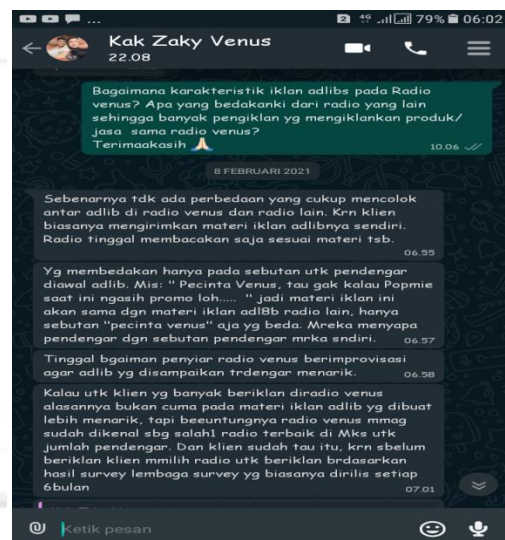 2 4G 79% 06:02
Kak Zaky Venus
22.08
Bagaimana karakteristik iklan adlibs pada Radio
venus? Apa yang bedakanki dari radio yang lain
sehingga banyak pengiklan yg mengiklankan produk/
jasa sama radio venus?
Terimaakasih 🙏🏻
10.06
8 FEBRUARI 2021
Sebenarnya tdk ada perbedaan yang cukup mencolok
antar adlib di radio venus dan radio lain. Krn klien
biasanya mengirimkan materi iklan adlibnya sendiri.
Radio tinggal membacakan saja sesuai materi tsb.
06.55
Yg membedakan hanya pada sebutan utk pendengar
diawal adlib. Mis: " Pecinta Venus, tau gak kalau Popmie
saat ini ngasih promo loh..... " jadi materi iklan ini
akan sama dgn materi iklan adl8b radio lain, hanya
sebutan "pecinta venus" aja yg beda. Mreka menyapa
pendengar dgn sebutan pendengar mrka sndiri.
06.57
Tinggal bgaiman penyiar radio venus berimprovisasi
agar adlib yg disampaikan trdengar menarik.
06.58
Kalau utk klien yg banyak beriklan diradio venus
alasannya bukan cuma pada materi iklan adlib yg dibuat
lebih menarik, tapi beeuntungnya radio venus mmag
sudah dikenal sbg salah1 radio terbaik di Mks utk
jumlah pendengar. Dan klien sudah tau itu, krn sbelum
beriklan klien mmilih radio utk beriklan brdasarkan
hasil survey lembaga survey yg biasanya dirilis setiap
6bulan
07.01
Ketik pesan